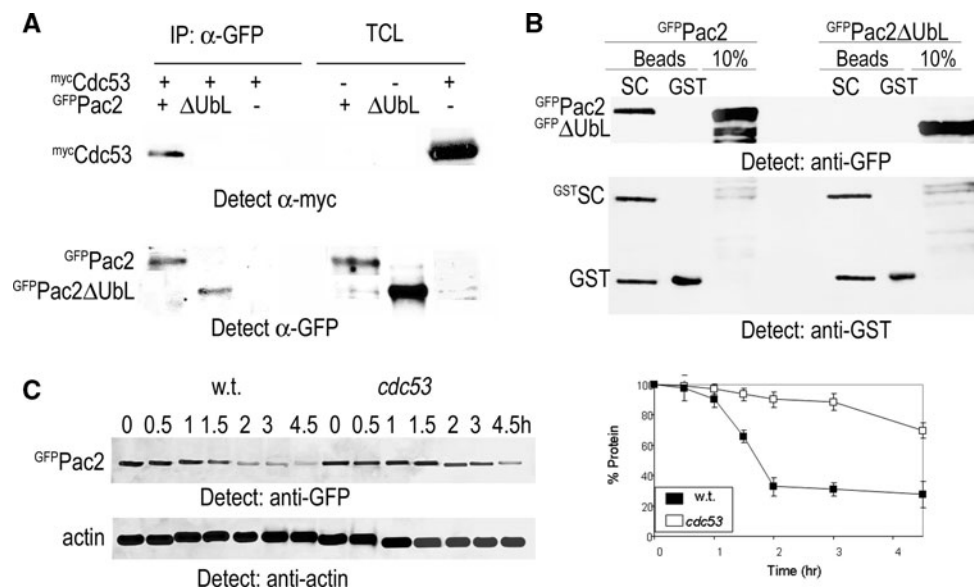 A
IP: α-GFP TCL
mycCdc53 + + + - - +
GFPPac2 + ΔUbL - + ΔUbL -
mycCdc53
Detect α-myc
GFPPac2
GFPPac2ΔUbL
Detect α-GFP
B
GFPPac2 GFPPac2ΔUbL
Beads 10% Beads 10%
SC GST SC GST
GFPPac2
GFPΔUbL
Detect: anti-GFP
GSTSC
GST
Detect: anti-GST
C
w.t. cdc53
0 0.5 1 1.5 2 3 4.5 0 0.5 1 1.5 2 3 4.5h
GFPPac2
Detect: anti-GFP
actin
Detect: anti-actin
% Protein
100
80
60
40
20
0
w.t.
cdc53
0 1 2 3 4
Time (hr)